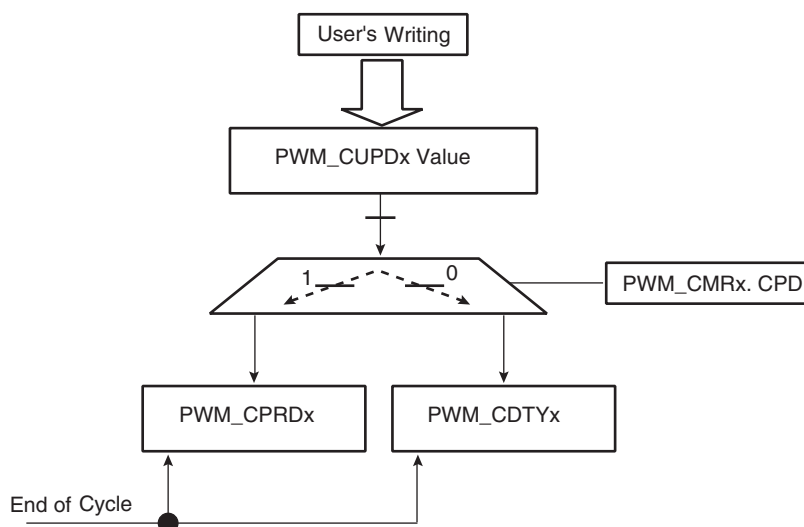 User's Writing
PWM_CUPDx Value
1
0
PWM_CMRx. CPD
PWM_CPRDx
PWM_CDTYx
End of Cycle